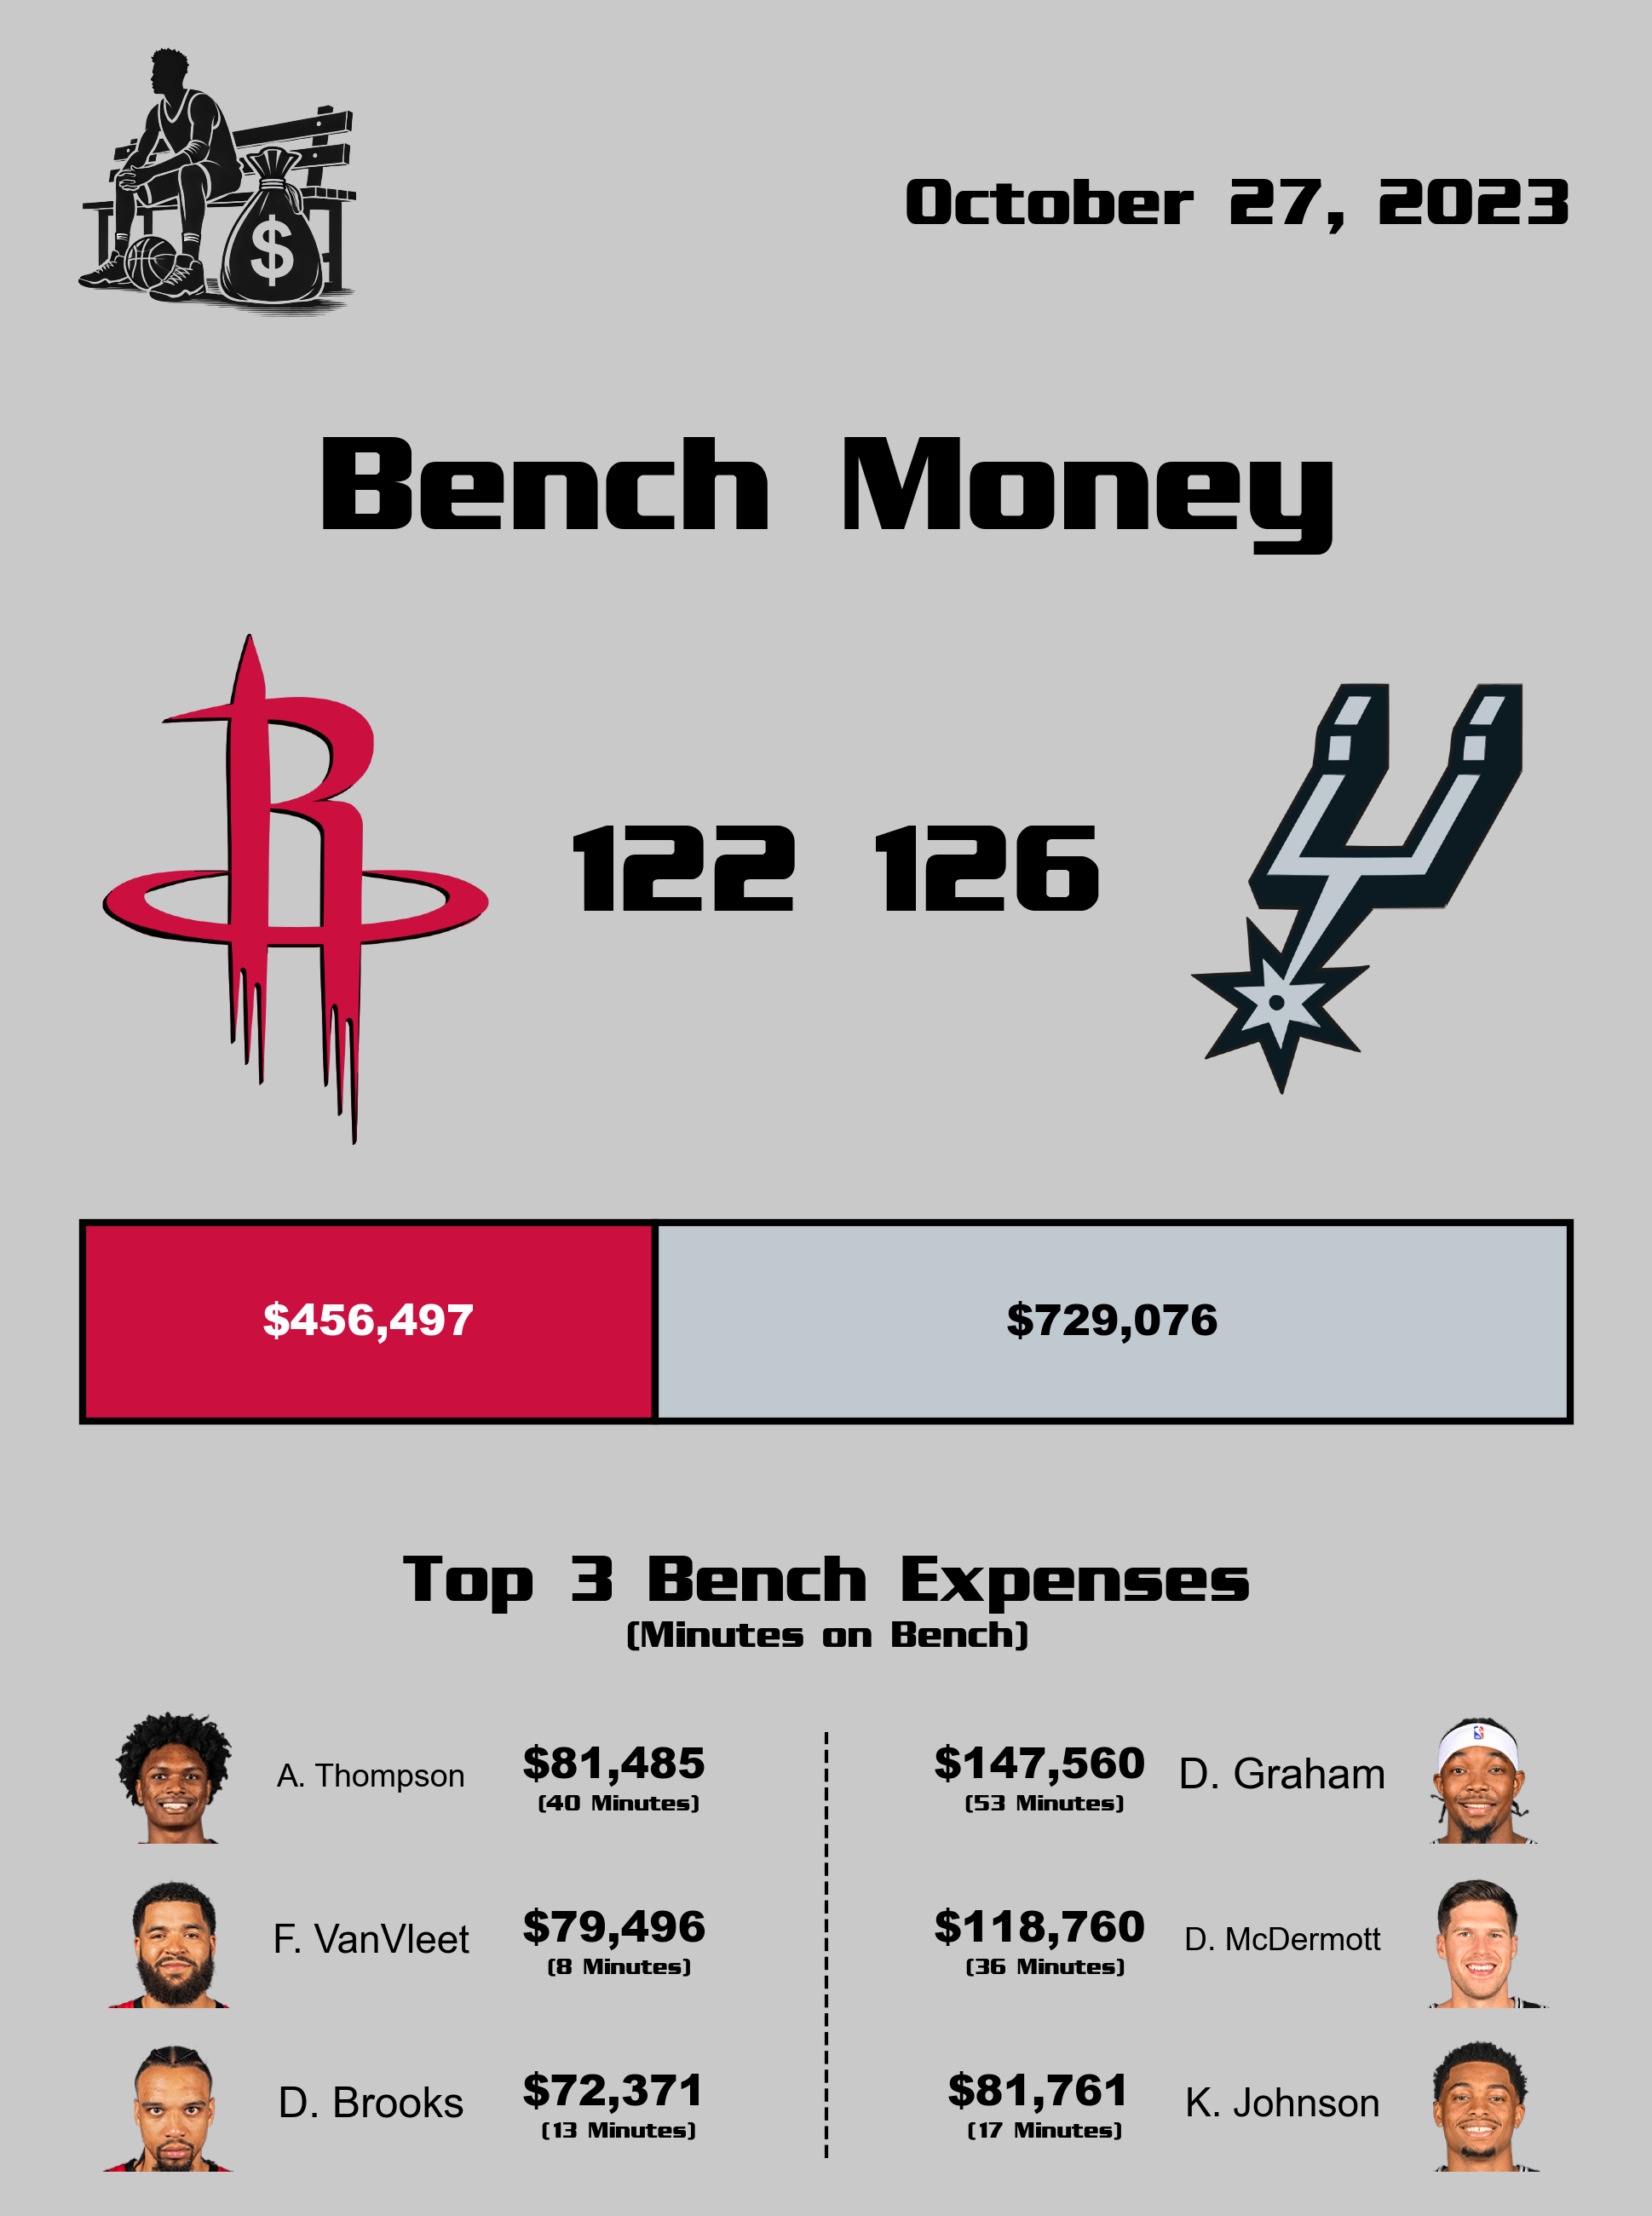 October 27, 2023
Bench Money
122 126
$456,497 $729,076
Top 3 Bench Expenses
(Minutes on Bench)
A. Thompson $81,485 $147,560 D. Graham
(40 Minutes) (53 Minutes)
F. VanVleet $79,496 $118,760 D. McDermott
(8 Minutes) (36 Minutes)
D. Brooks $72,371 $81,761 K. Johnson
(13 Minutes) (17 Minutes)